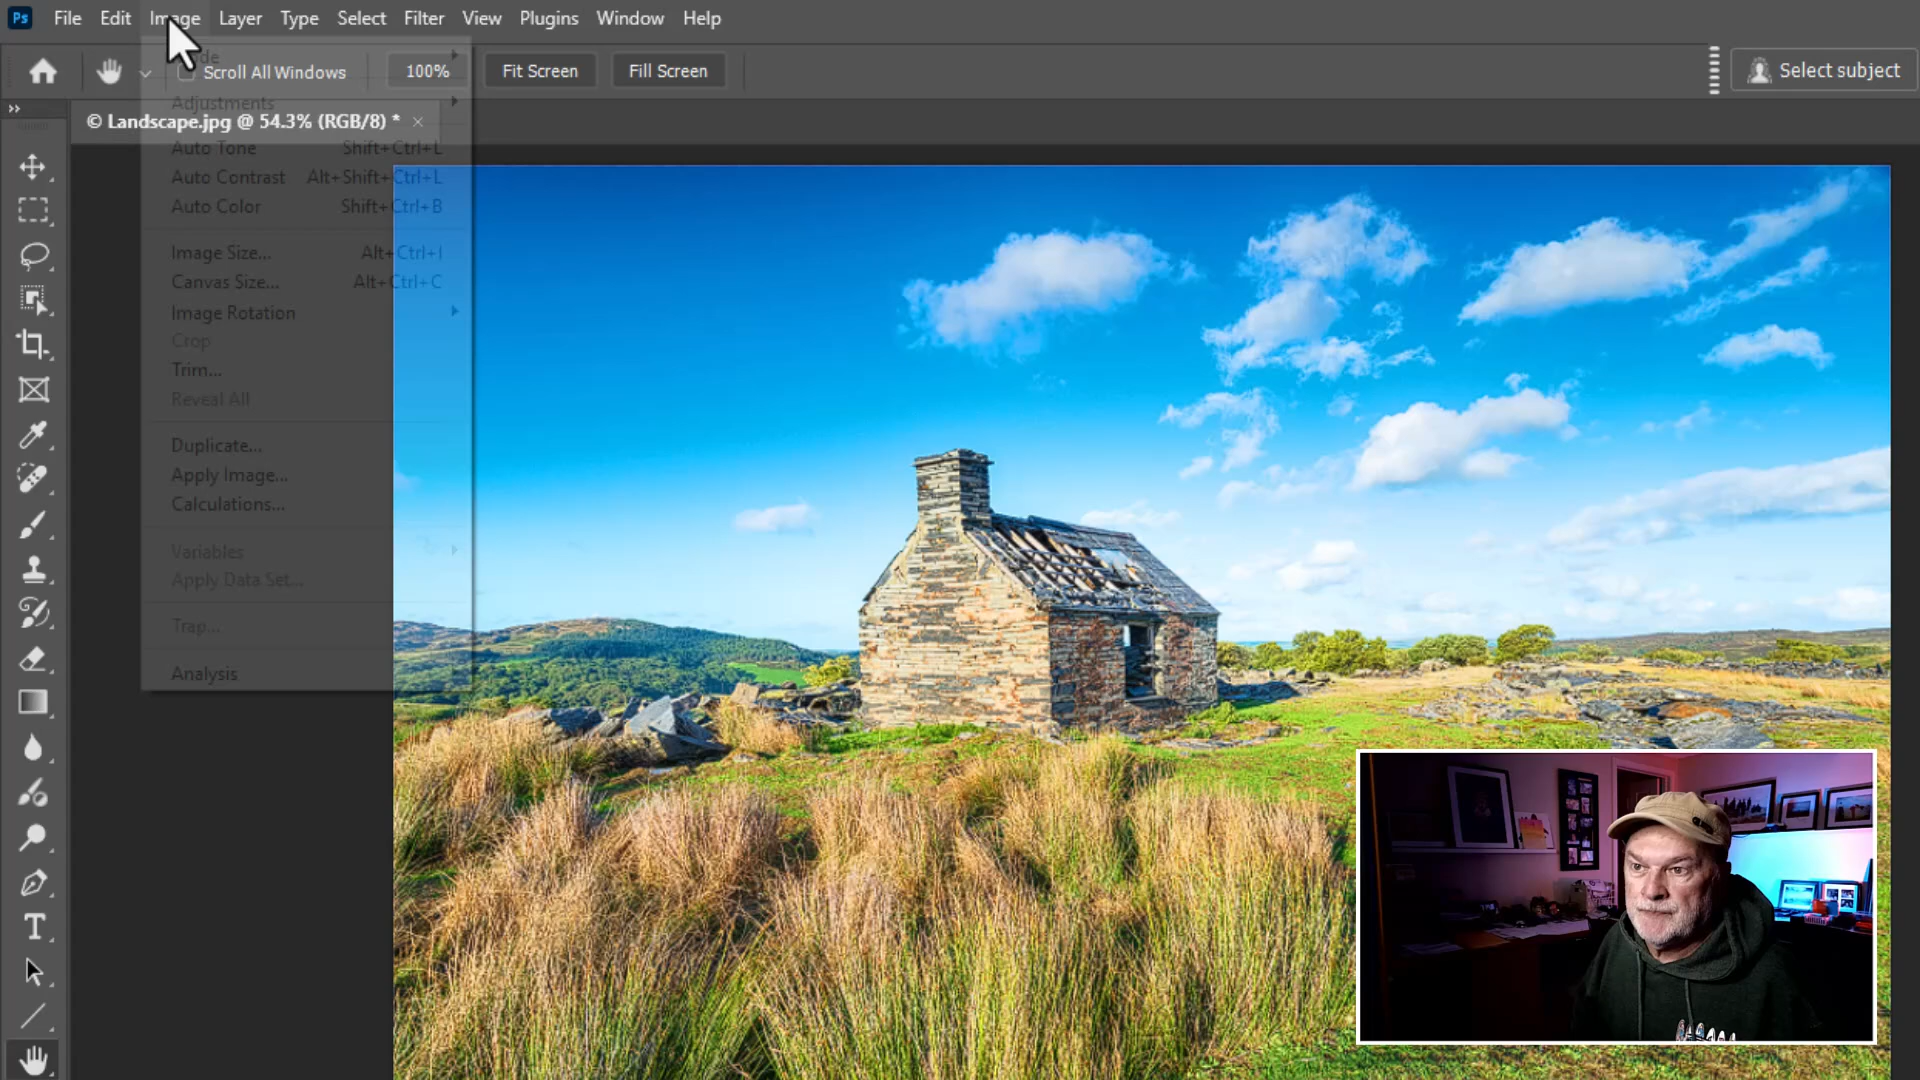 Ps File Edit Image Layer Type Select Filter View Plugins Window Help
Scroll All Windows 100% Fit Screen Fill Screen Select subject
© Landscape.jpg @ 54.3% (RGB/8) * ×
Adjustments
Auto Tone Shift+Ctrl+L
Auto Contrast Alt+Shift+Ctrl+L
Auto Color Shift+Ctrl+B
Image Size... Alt+Ctrl+I
Canvas Size... Alt+Ctrl+C
Image Rotation
Crop
Trim...
Reveal All
Duplicate...
Apply Image...
Calculations...
Variables
Apply Data Set...
Trap...
Analysis